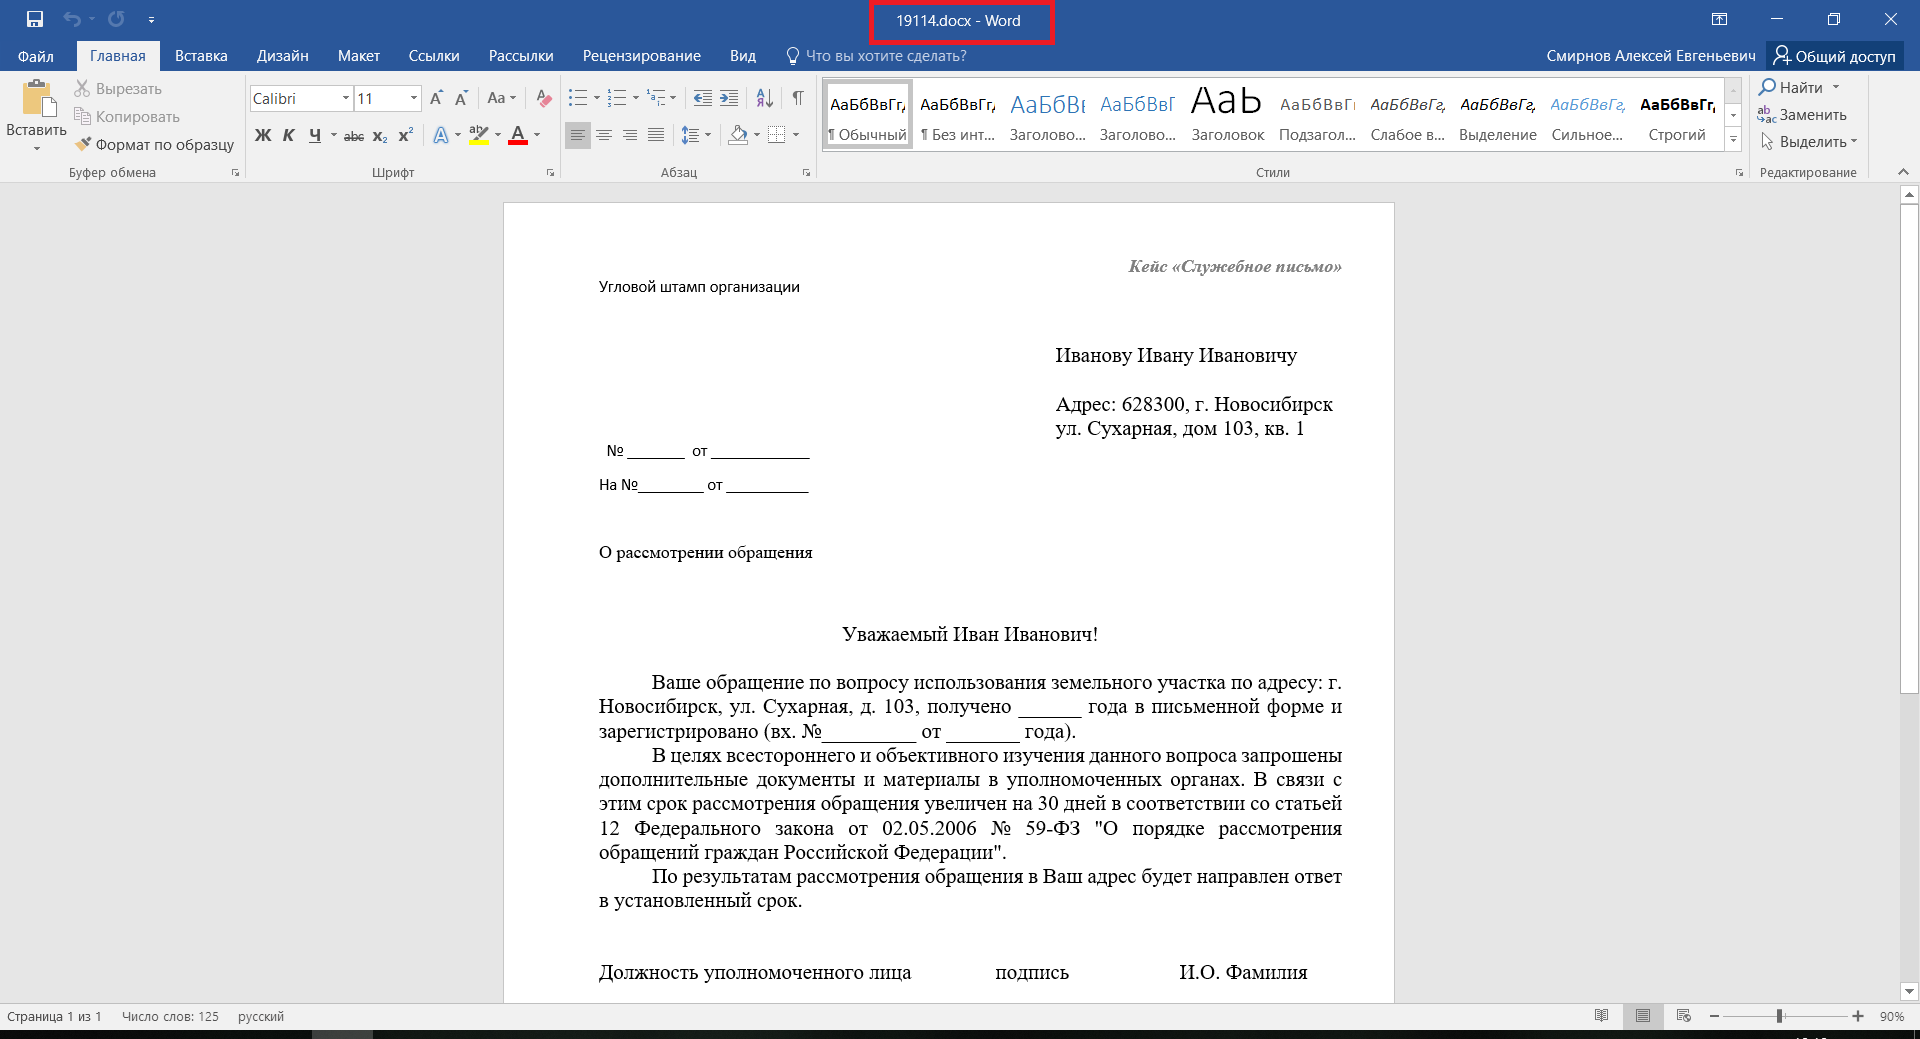 19114.docx - Word
Файл Главная Вставка Дизайн Макет Ссылки Рассылки Рецензирование Вид Что вы хотите сделать? Смирнов Алексей Евгеньевич Общий доступ
Вставить
Вырезать
Копировать
Формат по образцу
Буфер обмена
Calibri 11 Aa
Ж К Ч abc x₂ x² A ab A
Шрифт
Абзац
АаБбВвГг, АаБбВвГг, АаБбВв АаБбВвГ АаЬ АаБбВвГг АаБбВвГг, АаБбВвГг, АаБбВвГг, АаБбВвГг,
¶ Обычный ¶ Без инт... Заголово... Заголово... Заголовок Подзагол... Слабое в... Выделение Сильное... Строгий
Стили
Найти
Заменить
Выделить
Редактирование
Кейс «Служебное письмо»
Угловой штамп организации
Иванову Ивану Ивановичу
Адрес: 628300, г. Новосибирск
ул. Сухарная, дом 103, кв. 1
№ _______ от ____________
На №________ от __________
О рассмотрении обращения
Уважаемый Иван Иванович!
Ваше обращение по вопросу использования земельного участка по адресу: г.
Новосибирск, ул. Сухарная, д. 103, получено ______ года в письменной форме и
зарегистрировано (вх. №_________ от _______ года).
В целях всестороннего и объективного изучения данного вопроса запрошены
дополнительные документы и материалы в уполномоченных органах. В связи с
этим срок рассмотрения обращения увеличен на 30 дней в соответствии со статьей
12 Федерального закона от 02.05.2006 № 59-ФЗ "О порядке рассмотрения
обращений граждан Российской Федерации".
По результатам рассмотрения обращения в Ваш адрес будет направлен ответ
в установленный срок.
Должность уполномоченного лица подпись И.О. Фамилия
Страница 1 из 1 Число слов: 125 русский 90%